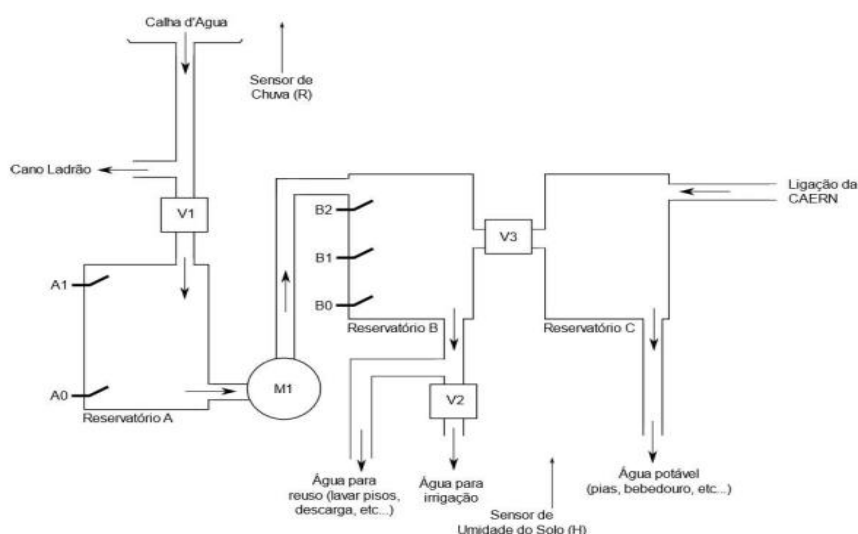 Calha d'Agua
Sensor de
Chuva (R)
Cano Ladrão
V1
A1
A0
Reservatório A
M1
B2
B1
B0
Reservatório B
V3
V2
Reservatório C
Ligação da
CAERN
Água para
reuso (lavar pisos,
descarga, etc...)
Água para
irrigação
Sensor de
Umidade do Solo (H)
Água potável
(pias, bebedouro, etc...)